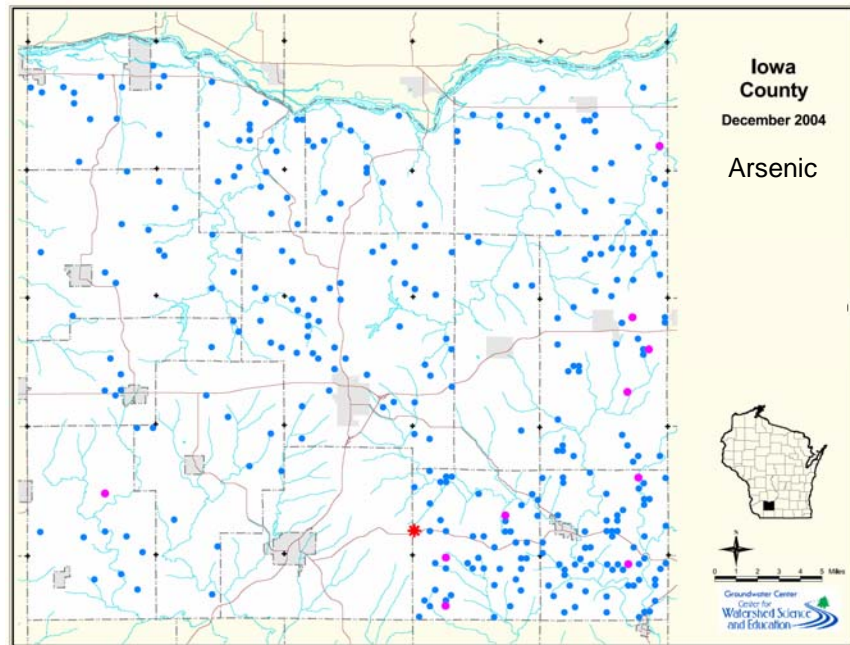 Iowa
County
December 2004
Arsenic
N
0 1 2 3 4 5 Miles
Groundwater Center
Center for
Watershed Science
and Education